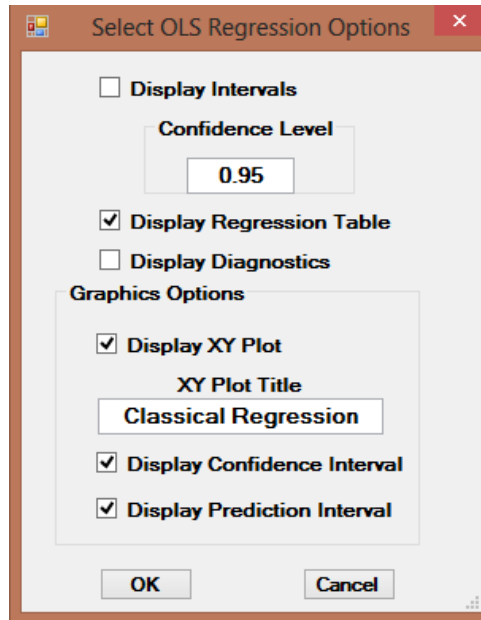 Select OLS Regression Options
Display Intervals
Confidence Level
0.95
Display Regression Table
Display Diagnostics
Graphics Options
Display XY Plot
XY Plot Title
Classical Regression
Display Confidence Interval
Display Prediction Interval
OK Cancel